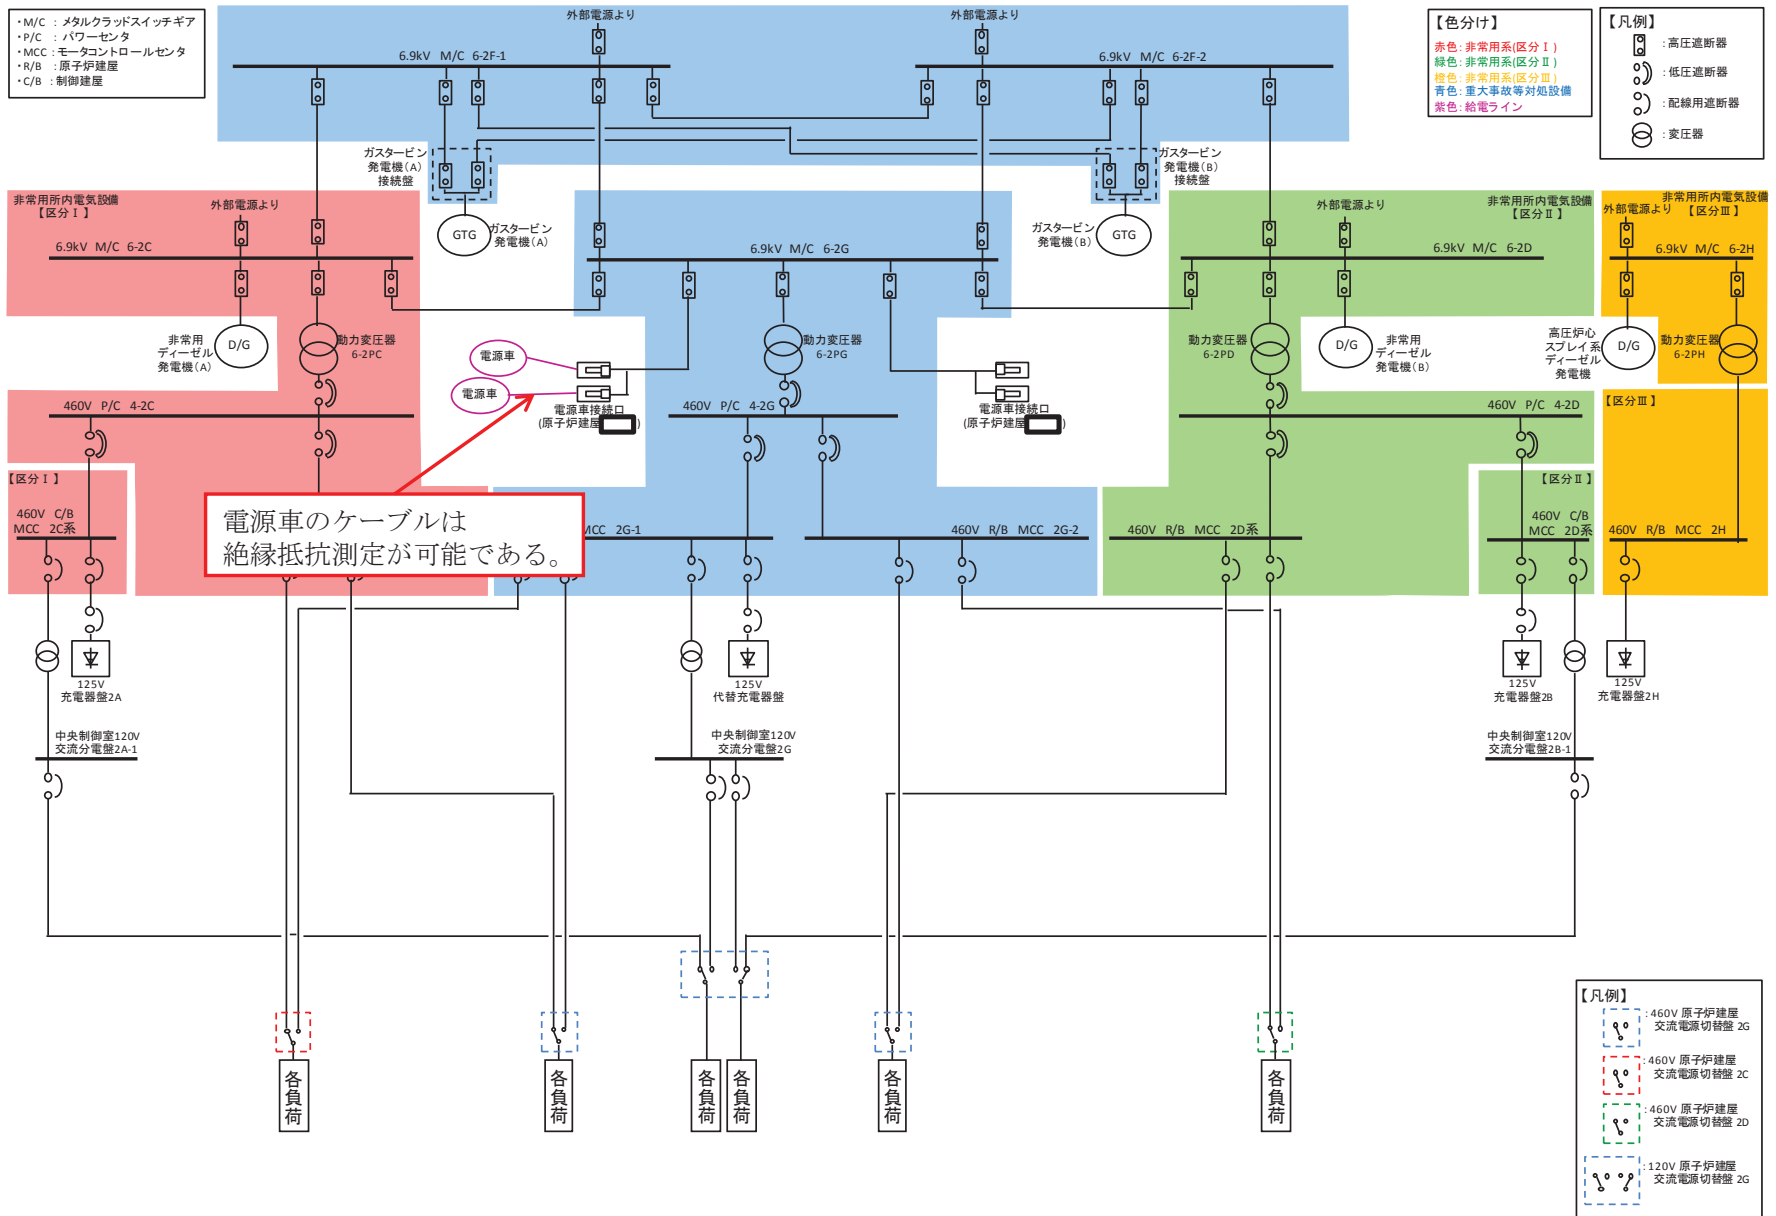 ・M/C ： メタルクラッドスイッチギア
・P/C ： パワーセンタ
・MCC：モータコントロールセンタ
・R/B ：原子炉建屋
・C/B ：制御建屋
外部電源より
外部電源より
6.9kV M/C 6-2F-1
6.9kV M/C 6-2F-2
【色分け】
赤色：非常用系(区分Ⅰ)
緑色：非常用系(区分Ⅱ)
橙色：非常用系(区分Ⅲ)
青色：重大事故等対処設備
紫色：給電ライン
【凡例】
：高圧遮断器
：低圧遮断器
：配線用遮断器
：変圧器
ガスタービン
発電機(A)
接続盤
ガスタービン
発電機(B)
接続盤
GTG
ガスタービン
発電機(A)
ガスタービン
発電機(B)
GTG
非常用所内電気設備
【区分Ⅰ】
外部電源より
6.9kV M/C 6-2C
6.9kV M/C 6-2G
外部電源より
非常用所内電気設備
【区分Ⅱ】
6.9kV M/C 6-2D
非常用所内電気設備
外部電源より
【区分Ⅲ】
6.9kV M/C 6-2H
非常用
ディーゼル
発電機(A)
D/G
動力変圧器
6-2PC
電源車
電源車
電源車接続口
(原子炉建屋 )
動力変圧器
6-2PG
電源車接続口
(原子炉建屋 )
動力変圧器
6-2PD
D/G
非常用
ディーゼル
発電機(B)
高圧炉心
スプレイ系
ディーゼル
発電機
D/G
動力変圧器
6-2PH
460V P/C 4-2C
460V P/C 4-2G
460V P/C 4-2D
【区分Ⅲ】
【区分Ⅰ】
【区分Ⅱ】
460V C/B
MCC 2C系
電源車のケーブルは
絶縁抵抗測定が可能である。
MCC 2G-1
460V R/B MCC 2G-2
460V R/B MCC 2D系
460V C/B
MCC 2D系
460V R/B MCC 2H
125V
充電器盤2A
125V
代替充電器盤
125V
充電器盤2B
125V
充電器盤2H
中央制御室120V
交流分電盤2A-1
中央制御室120V
交流分電盤2G
中央制御室120V
交流分電盤2B-1
各負荷
各負荷
各負荷
各負荷
各負荷
各負荷
【凡例】
：460V 原子炉建屋
交流電源切替盤 2G
：460V 原子炉建屋
交流電源切替盤 2C
：460V 原子炉建屋
交流電源切替盤 2D
：120V 原子炉建屋
交流電源切替盤 2G